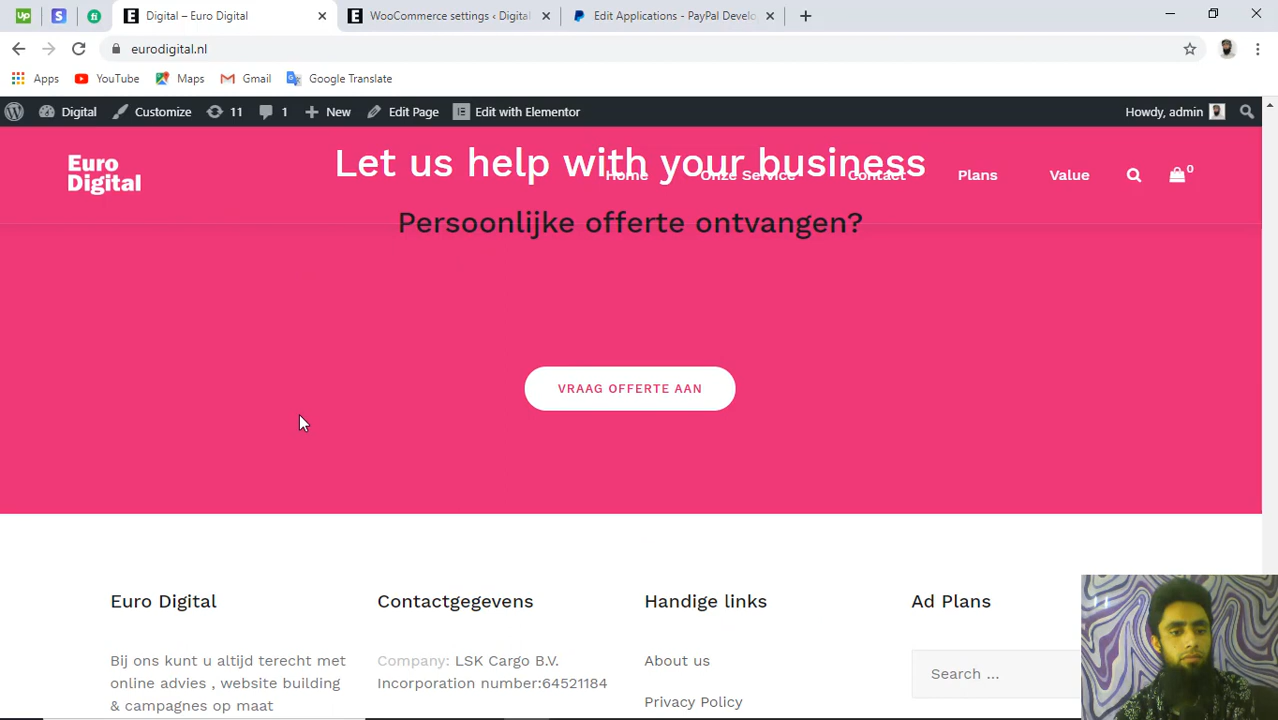 Digital – Euro Digital
WooCommerce settings ‹ Digital
Edit Applications - PayPal Develo
eurodigital.nl
Apps
YouTube
Maps
Gmail
Google Translate
Digital
Customize
11
1
New
Edit Page
Edit with Elementor
Howdy, admin
Euro
Digital
Let us help with your business
Home
Onze Service
Contact
Plans
Value
0
Persoonlijke offerte ontvangen?
VRAAG OFFERTE AAN
Euro Digital
Contactgegevens
Handige links
Ad Plans
Bij ons kunt u altijd terecht met
online advies , website building
& campagnes op maat
Company: LSK Cargo B.V.
Incorporation number:64521184
About us
Privacy Policy
Search ...